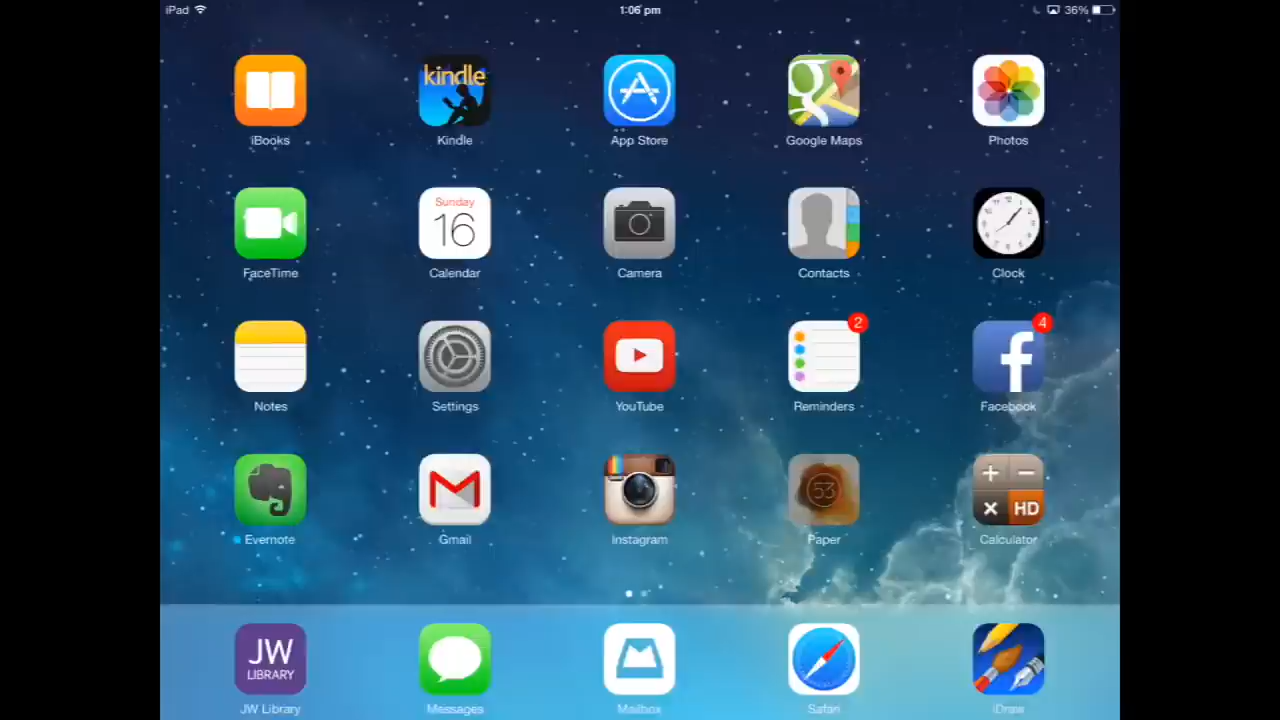 iPad 1:06 pm 36%
kindle
iBooks Kindle App Store Google Maps Photos
Sunday
16
FaceTime Calendar Camera Contacts Clock
2 4
Notes Settings YouTube Reminders Facebook
53 HD
Evernote Gmail Instagram Paper Calculator
JW
LIBRARY
JW Library Messages Mailbox Safari iDraw